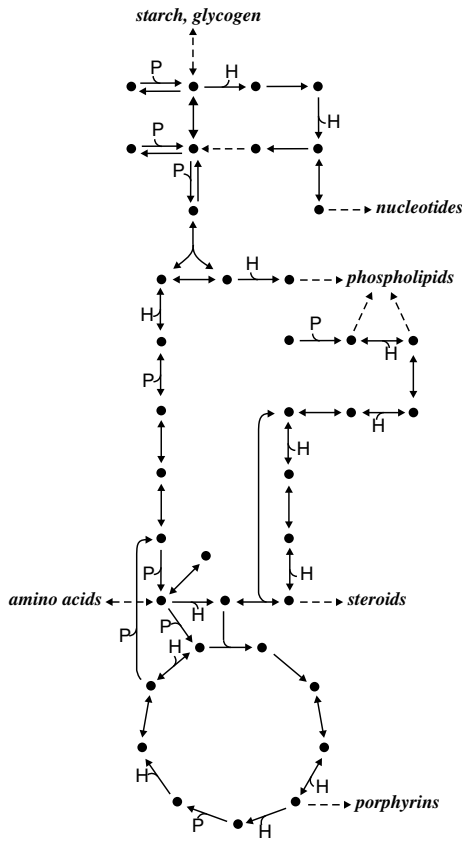 starch, glycogen
P
H
H
P
P
nucleotides
H
phospholipids
H
P
H
P
H
H
P
H
amino acids
H
steroids
P
P
H
H
H
porphyrins
P
H